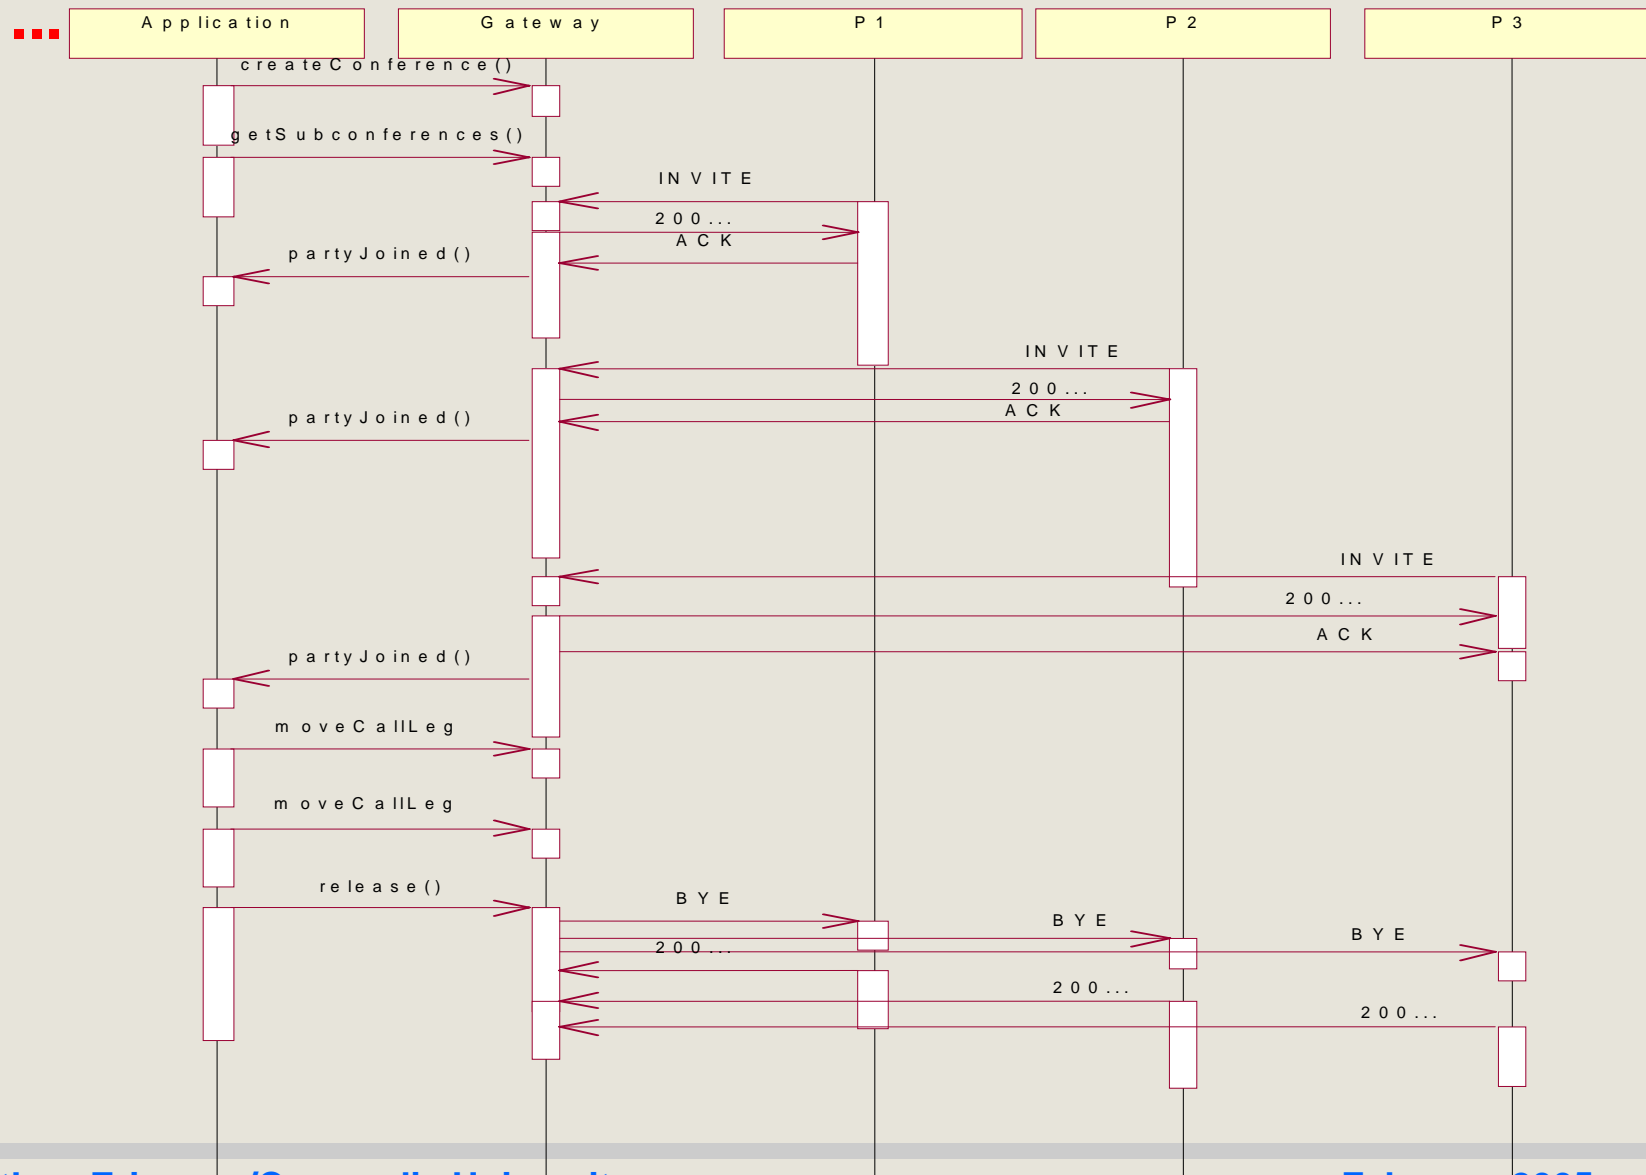 Application Gateway P1 P2 P3
createConference()
getSubconferences()
INVITE
200...
ACK
partyJoined()
INVITE
200...
ACK
partyJoined()
INVITE
200...
ACK
partyJoined()
moveCallLeg
moveCallLeg
release()
BYE
BYE
BYE
200...
200...
200...